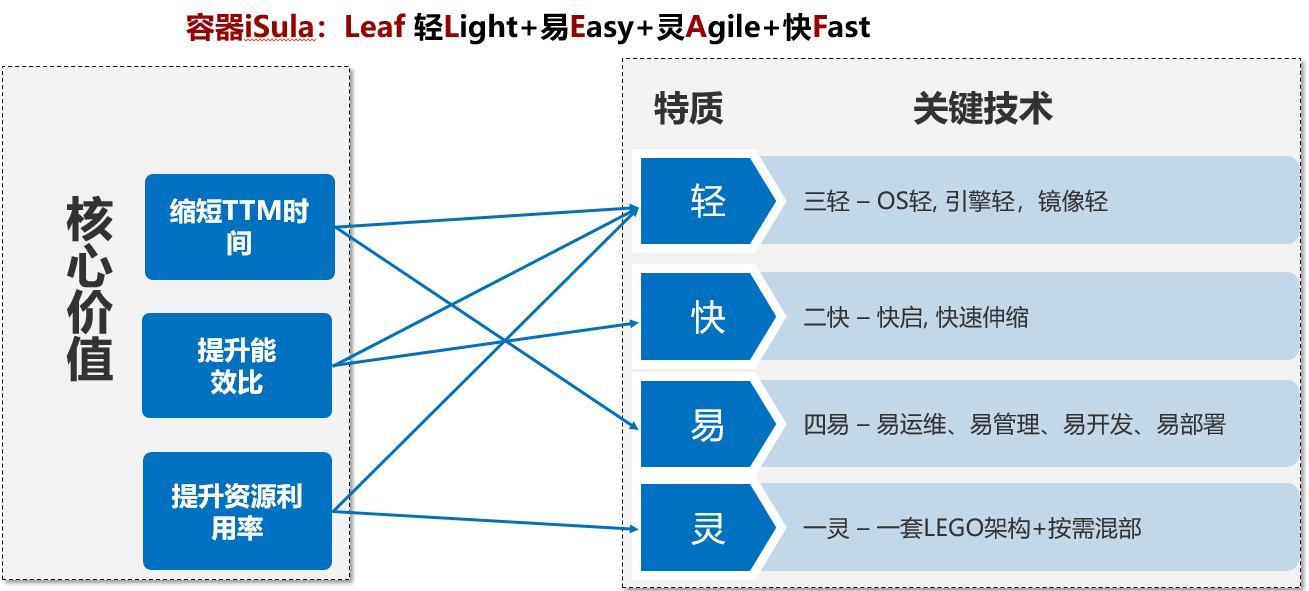 容器iSula：Leaf 轻Light+易Easy+灵Agile+快Fast
核心价值
缩短TTM时
间
提升能
效比
提升资源利
用率
特质
关键技术
轻
三轻 – OS轻, 引擎轻，镜像轻
快
二快 – 快启, 快速伸缩
易
四易 – 易运维、易管理、易开发、易部署
灵
一灵 – 一套LEGO架构+按需混部